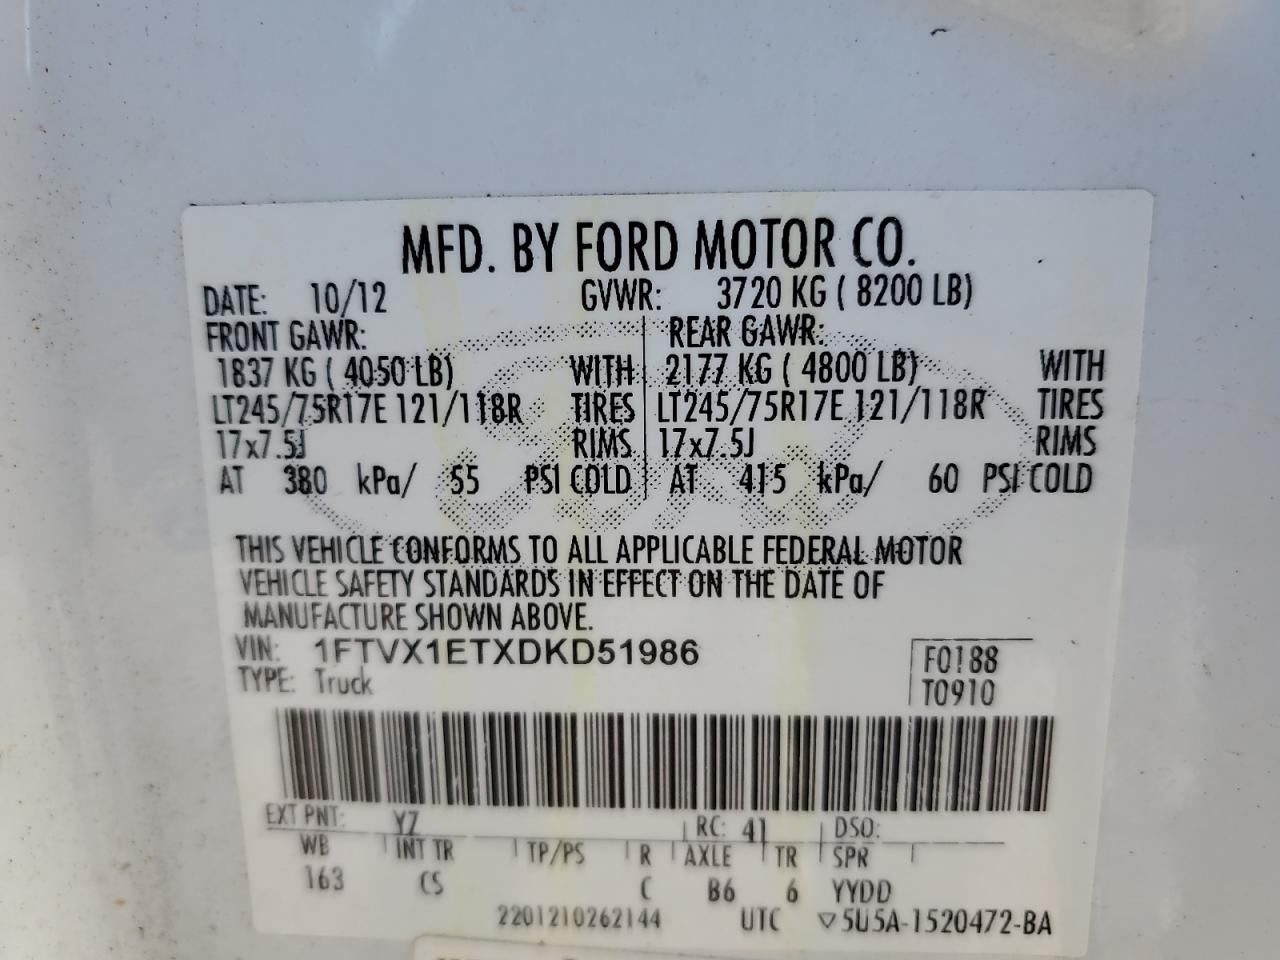 MFD. BY FORD MOTOR CO.
DATE: 10/12 GVWR: 3720 KG ( 8200 LB)
FRONT GAWR: REAR GAWR:
1837 KG ( 4050 LB) WITH 2177 KG ( 4800 LB) WITH
LT245/75R17E 121/118R TIRES LT245/75R17E 121/118R TIRES
17x7.5J RIMS 17x7.5J RIMS
AT 380 kPa/ 55 PSI COLD AT 415 kPa/ 60 PSI COLD
THIS VEHICLE CONFORMS TO ALL APPLICABLE FEDERAL MOTOR
VEHICLE SAFETY STANDARDS IN EFFECT ON THE DATE OF
MANUFACTURE SHOWN ABOVE.
VIN: 1FTVX1ETXDKD51986 F0188
TYPE: Truck T0910
EXT PNT: YZ RC: 41 DSO:
WB INT TR TP/PS R AXLE TR SPR
163 CS C B6 6 YYDD
2201210262144 UTC ▽5U5A-1520472-BA